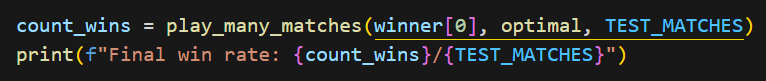 count_wins = play_many_matches(winner[0], optimal, TEST_MATCHES)
print(f"Final win rate: {count_wins}/{TEST_MATCHES}")